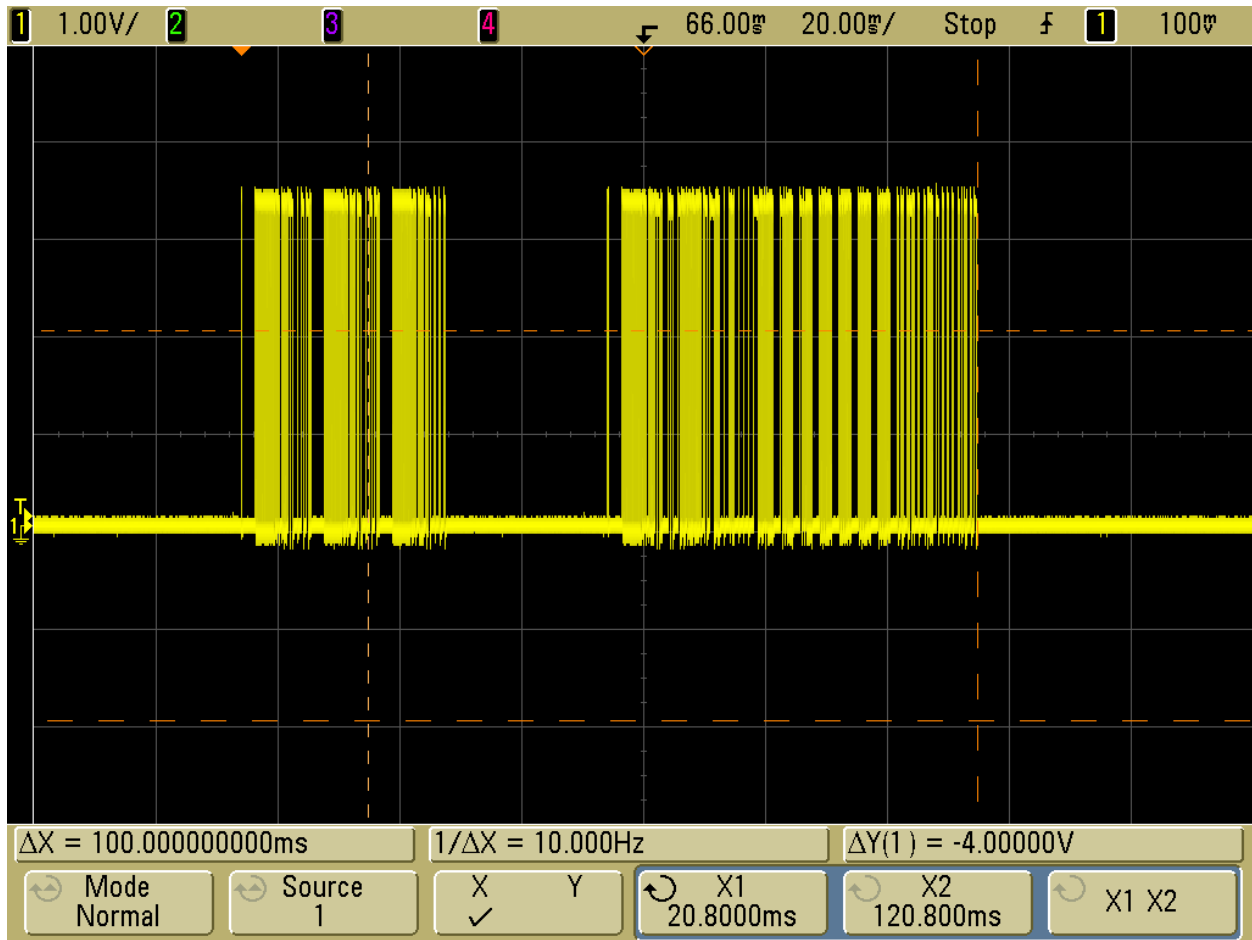 1 1.00V/ 2 3 4 66.00ms 20.00ms/ Stop 1 100mV
T
1
ΔX = 100.000000000ms 1/ΔX = 10.000Hz ΔY(1) = -4.00000V
Mode Source X Y X1 X2 X1 X2
Normal 1 ✓ 20.8000ms 120.800ms